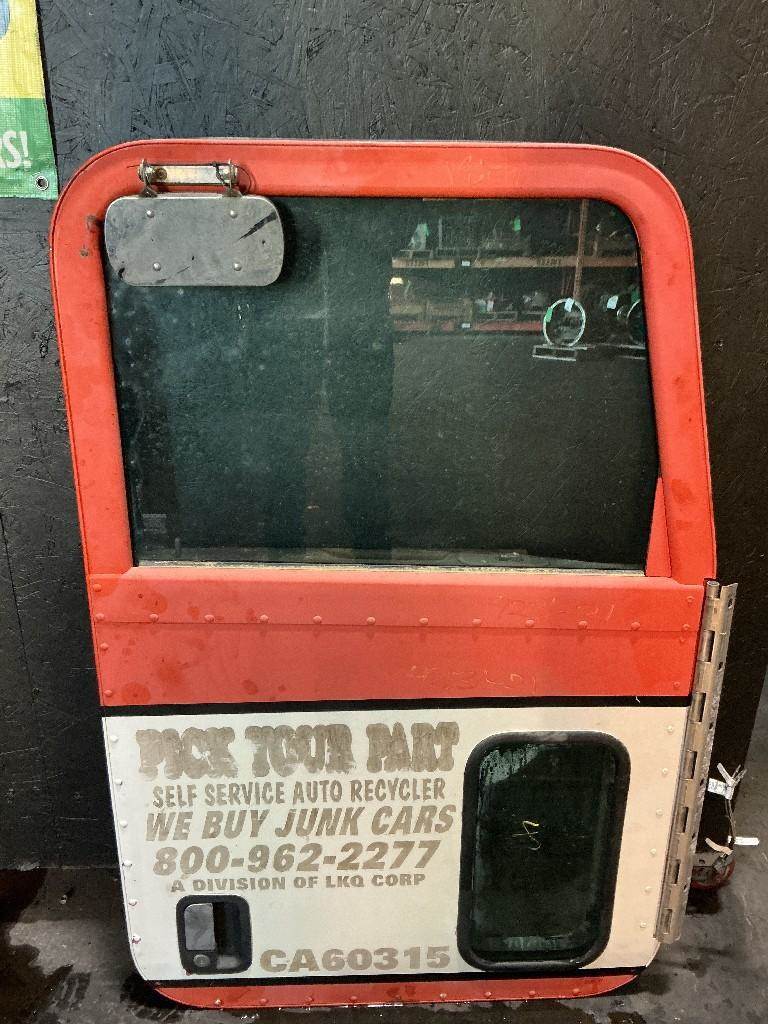 S!
PICK YOUR PART
SELF SERVICE AUTO RECYCLER
WE BUY JUNK CARS
800-962-2277
A DIVISION OF LKQ CORP
CA60315